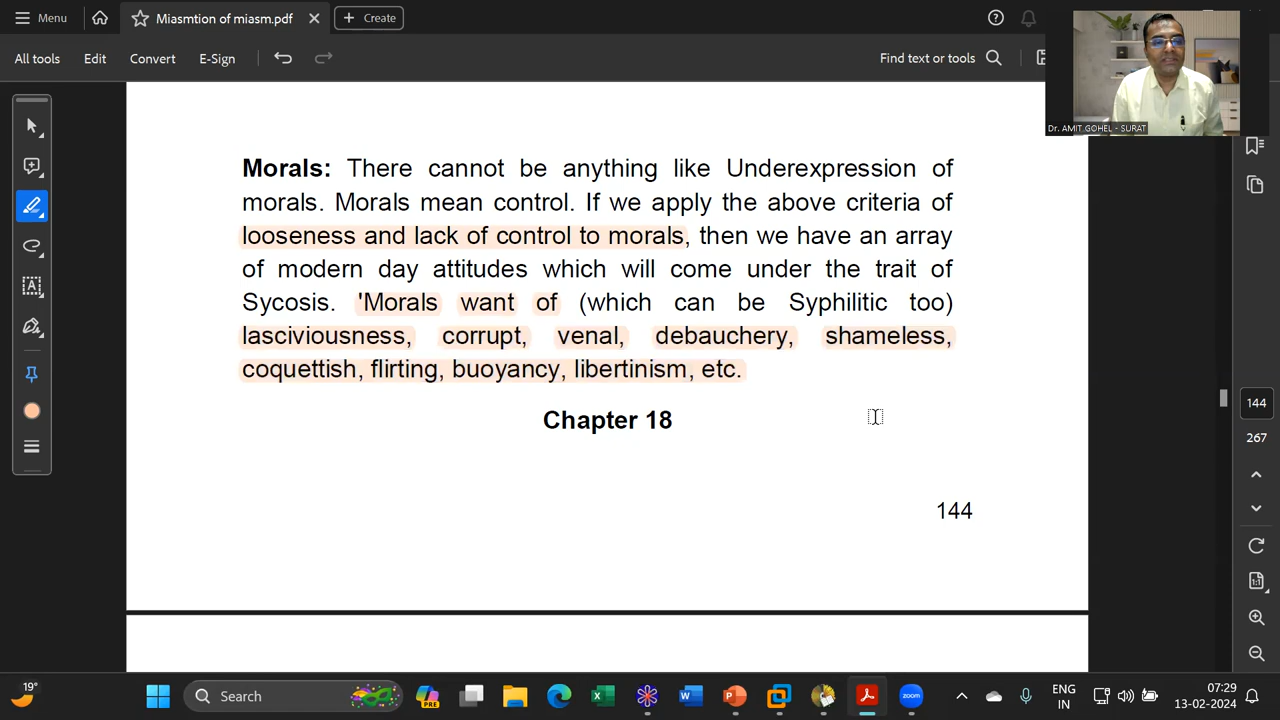 Menu
Miasmtion of miasm.pdf
Create
All tools
Edit
Convert
E-Sign
Find text or tools
Dr. AMIT GOHEL - SURAT
Morals: There cannot be anything like Underexpression of
morals. Morals mean control. If we apply the above criteria of
looseness and lack of control to morals, then we have an array
of modern day attitudes which will come under the trait of
Sycosis. 'Morals want of (which can be Syphilitic too)
lasciviousness, corrupt, venal, debauchery, shameless,
coquettish, flirting, buoyancy, libertinism, etc.
Chapter 18
144
144
267
1:1
19°
Search
PRE
zoom
ENG
IN
07:29
13-02-2024